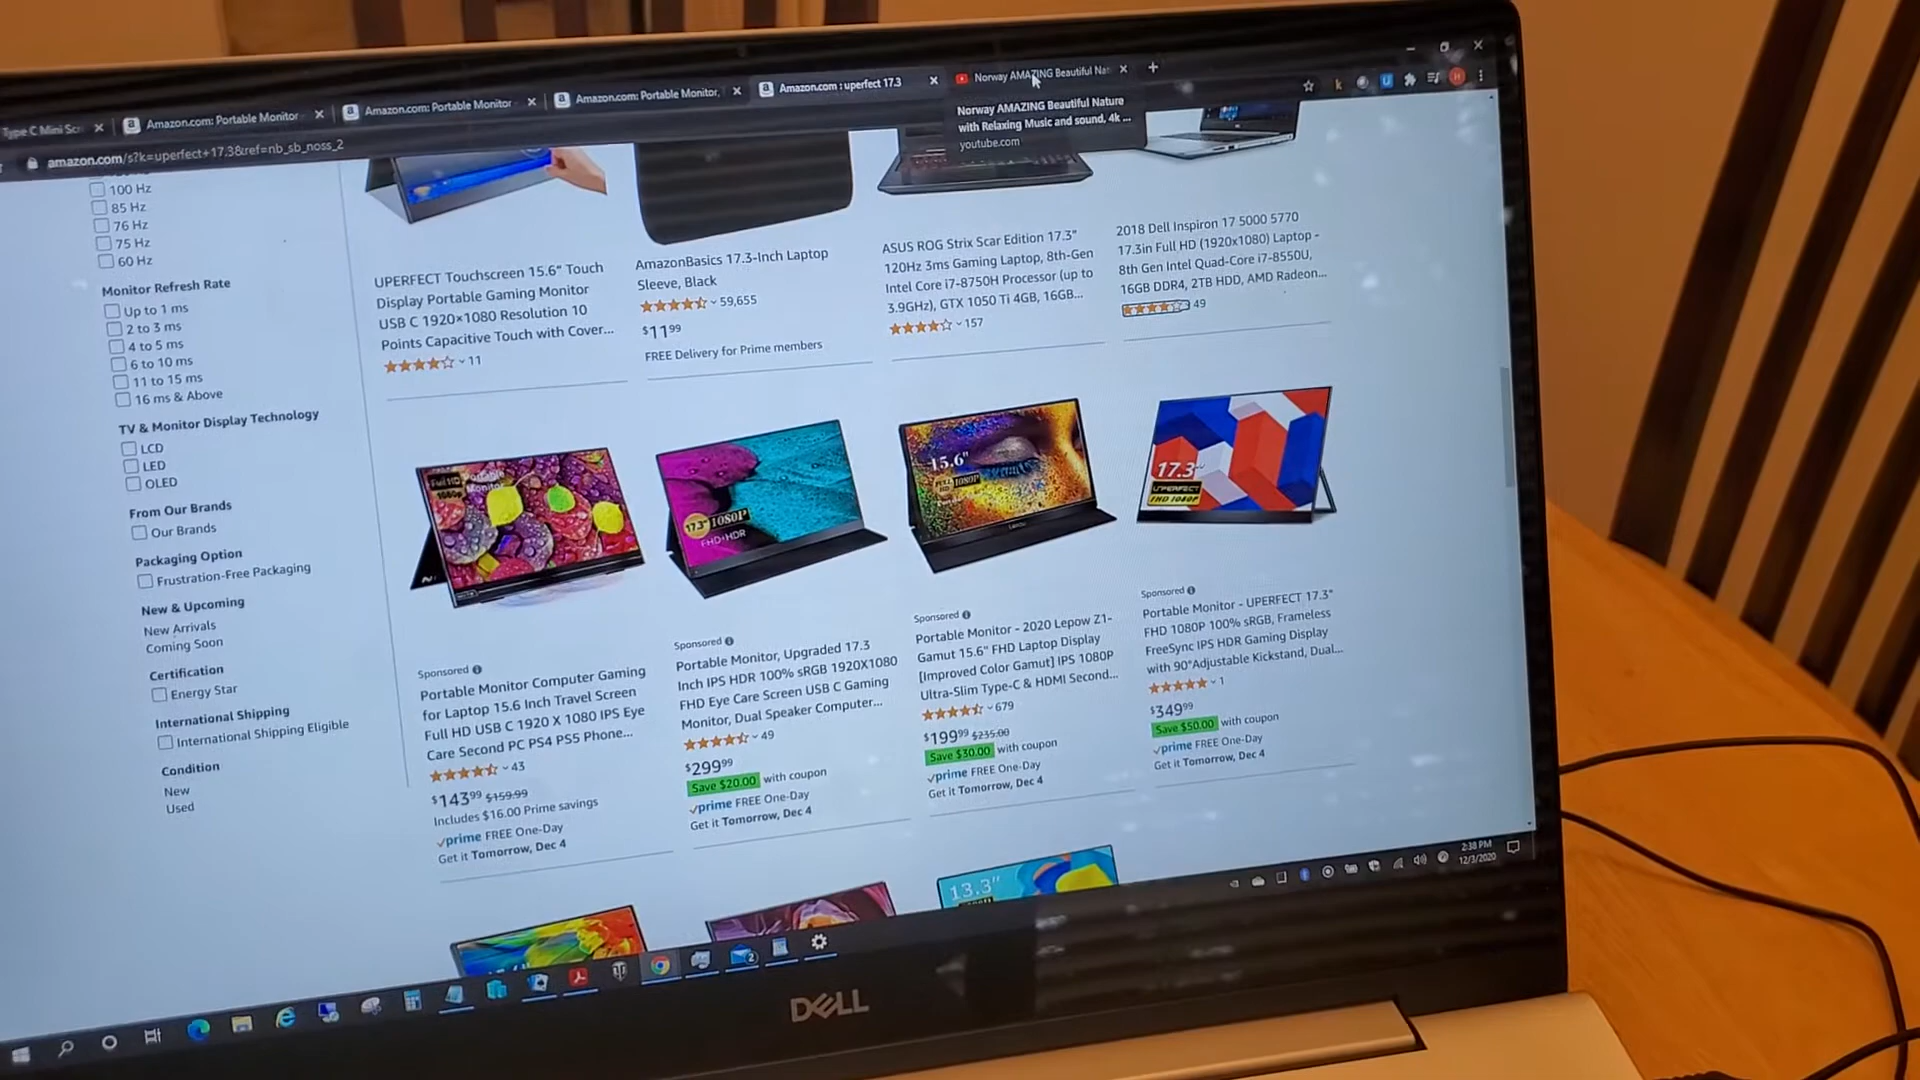 Type C Mini Sc
Amazon.com: Portable Monitor
Amazon.com: Portable Monitor
Amazon.com: Portable Monitor,
Amazon.com : uperfect 17.3
Norway AMAZING Beautiful Nat
amazon.com/s?k=uperfect+17.3&ref=nb_sb_noss_2
Norway AMAZING Beautiful Nature
with Relaxing Music and sound, 4k ...
youtube.com
100 Hz
85 Hz
76 Hz
75 Hz
60 Hz
Monitor Refresh Rate
Up to 1 ms
2 to 3 ms
4 to 5 ms
6 to 10 ms
11 to 15 ms
16 ms & Above
TV & Monitor Display Technology
LCD
LED
OLED
From Our Brands
Our Brands
Packaging Option
Frustration-Free Packaging
New & Upcoming
New Arrivals
Coming Soon
Certification
Energy Star
International Shipping
International Shipping Eligible
Condition
New
Used
UPERFECT Touchscreen 15.6" Touch
Display Portable Gaming Monitor
USB C 1920×1080 Resolution 10
Points Capacitive Touch with Cover...
11
AmazonBasics 17.3-Inch Laptop
Sleeve, Black
59,655
$11.99
FREE Delivery for Prime members
ASUS ROG Strix Scar Edition 17.3"
120Hz 3ms Gaming Laptop, 8th-Gen
Intel Core i7-8750H Processor (up to
3.9GHz), GTX 1050 Ti 4GB, 16GB...
157
2018 Dell Inspiron 17 5000 5770
17.3in Full HD (1920x1080) Laptop -
8th Gen Intel Quad-Core i7-8550U,
16GB DDR4, 2TB HDD, AMD Radeon...
49
Full HD
1080p
Portable
Monitor
17.3" 1080P
FHD+HDR
15.6"
1080P
LEPOW
17.3"
UPERFECT
FHD 1080P
Sponsored
Portable Monitor Computer Gaming
for Laptop 15.6 Inch Travel Screen
Full HD USB C 1920 X 1080 IPS Eye
Care Second PC PS4 PS5 Phone...
43
$143.99 $159.99
Includes $16.00 Prime savings
prime FREE One-Day
Get it Tomorrow, Dec 4
Sponsored
Portable Monitor, Upgraded 17.3
Inch IPS HDR 100% sRGB 1920X1080
FHD Eye Care Screen USB C Gaming
Monitor, Dual Speaker Computer...
49
$299.99
Save $20.00 with coupon
prime FREE One-Day
Get it Tomorrow, Dec 4
Sponsored
Portable Monitor - 2020 Lepow Z1-
Gamut 15.6" FHD Laptop Display
[Improved Color Gamut] IPS 1080P
Ultra-Slim Type-C & HDMI Second...
679
$199.99 $235.00
Save $30.00 with coupon
prime FREE One-Day
Get it Tomorrow, Dec 4
Sponsored
Portable Monitor - UPERFECT 17.3"
FHD 1080P 100% sRGB, Frameless
FreeSync IPS HDR Gaming Display
with 90°Adjustable Kickstand, Dual...
1
$349.99
Save $50.00 with coupon
prime FREE One-Day
Get it Tomorrow, Dec 4
13.3"
2:38 PM
12/3/2020
DELL